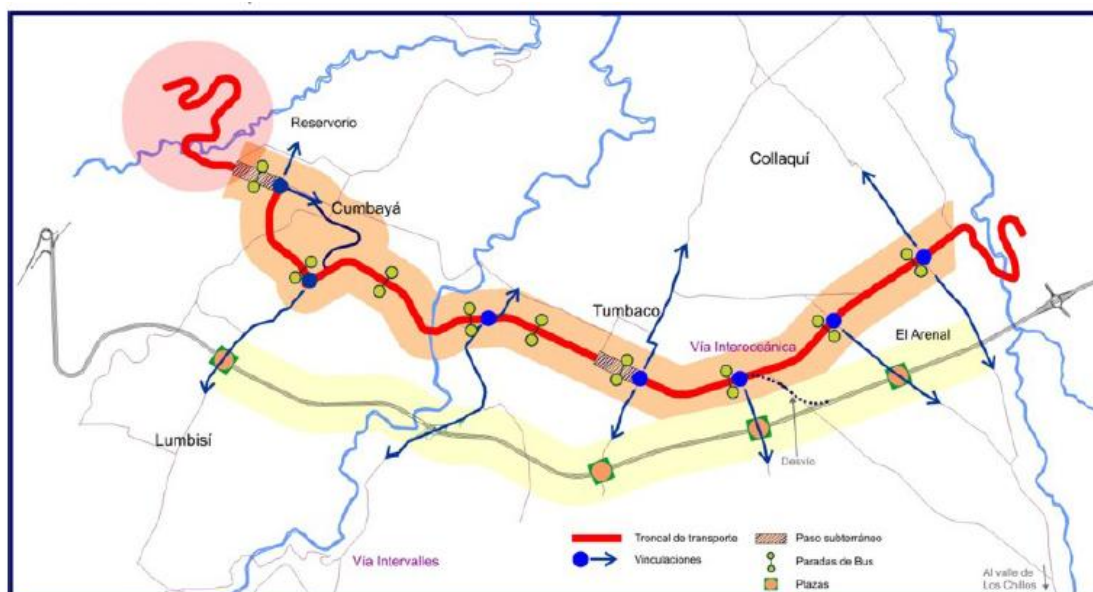 Reservorio
Collaquí
Cumbayá
Tumbaco
Vía Interoceánica
El Arenal
Lumbisí
Desvío
Vía Intervalles
Troncal de transporte
Paso subterráneo
Vinculaciones
Paradas de Bus
Plazas
Al valle de
Los Chillos